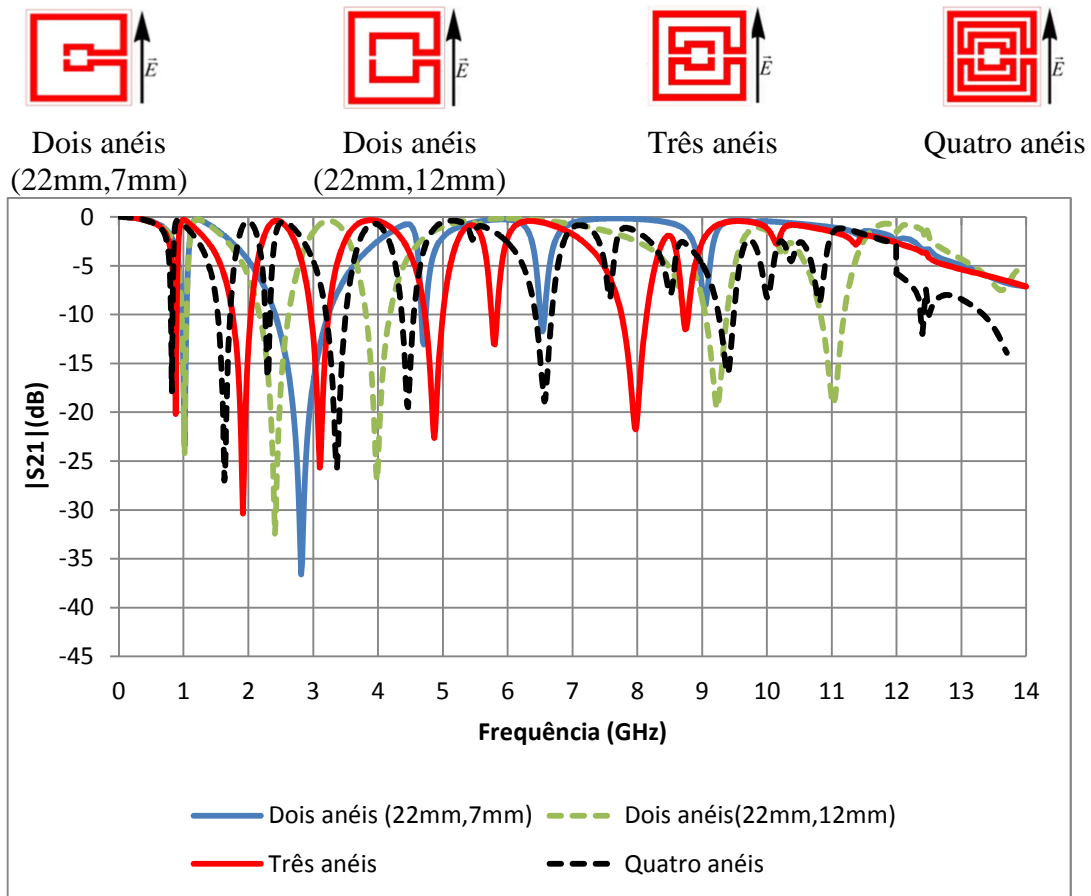 E E E E
Dois anéis Dois anéis Três anéis Quatro anéis
(22mm,7mm) (22mm,12mm)
0
-5
-10
-15
-20
-25
-30
-35
-40
-45
|S21|(dB)
0 1 2 3 4 5 6 7 8 9 10 11 12 13 14
Frequência (GHz)
Dois anéis (22mm,7mm) Dois anéis(22mm,12mm)
Três anéis Quatro anéis